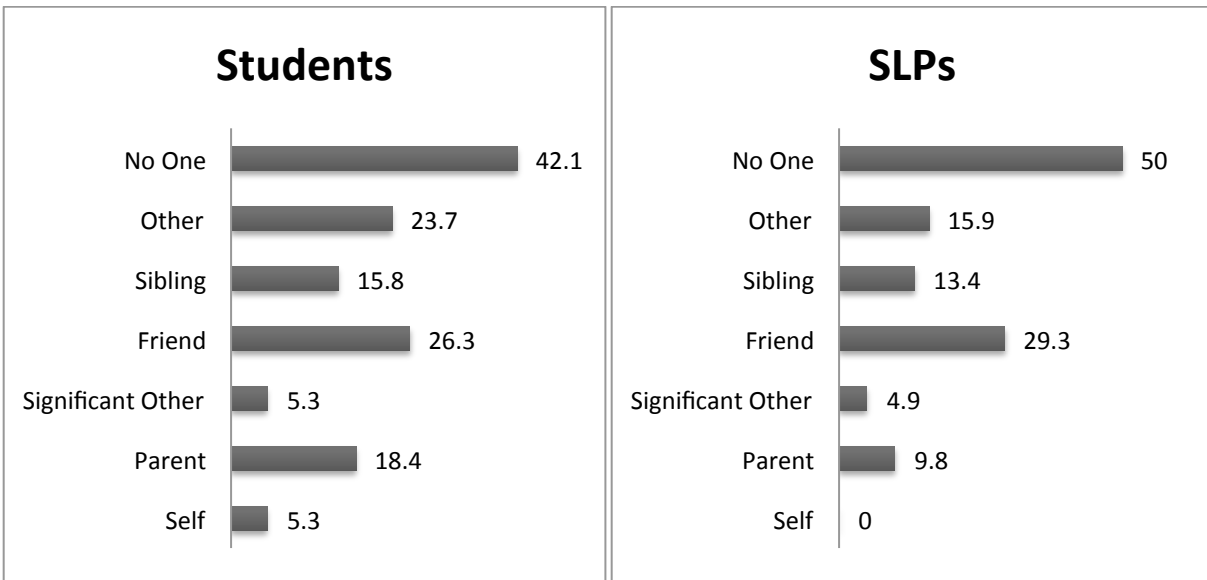 Students
No One 42.1
Other 23.7
Sibling 15.8
Friend 26.3
Significant Other 5.3
Parent 18.4
Self 5.3
SLPs
No One 50
Other 15.9
Sibling 13.4
Friend 29.3
Significant Other 4.9
Parent 9.8
Self 0